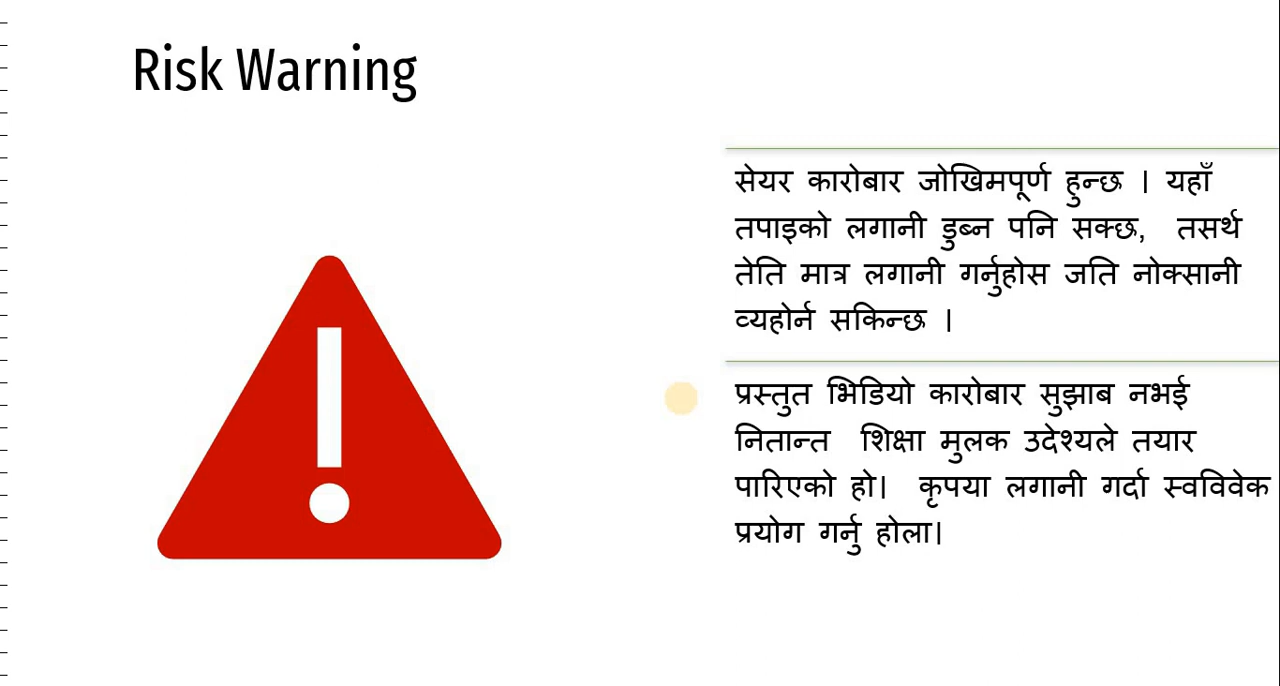 Risk Warning
सेयर कारोबार जोखिमपूर्ण हुन्छ । यहाँ
तपाइको लगानी डुब्न पनि सक्छ, तसर्थ
तेति मात्र लगानी गर्नुहोस जति नोक्सानी
व्यहोर्न सकिन्छ ।
प्रस्तुत भिडियो कारोबार सुझाब नभई
नितान्त शिक्षा मुलक उदेश्यले तयार
पारिएको हो। कृपया लगानी गर्दा स्वविवेक
प्रयोग गर्नु होला।